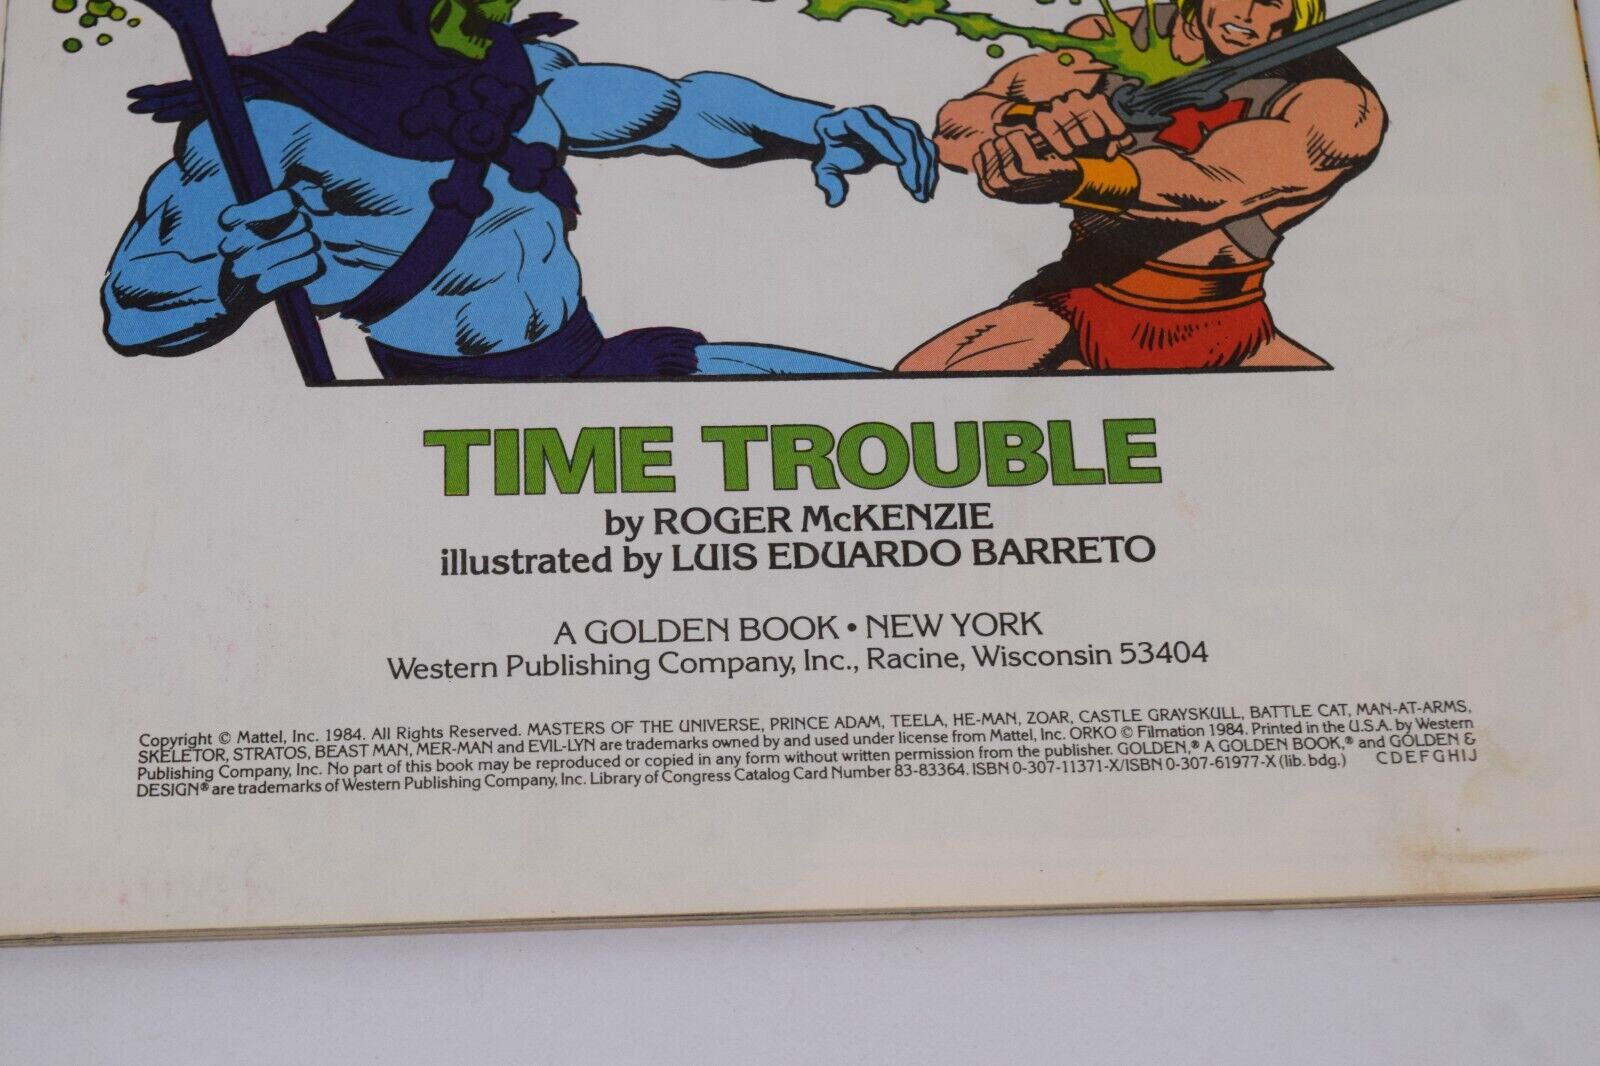 TIME TROUBLE
by ROGER McKENZIE
illustrated by LUIS EDUARDO BARRETO
A GOLDEN BOOK • NEW YORK
Western Publishing Company, Inc., Racine, Wisconsin 53404
Copyright © Mattel, Inc. 1984. All Rights Reserved. MASTERS OF THE UNIVERSE, PRINCE ADAM, TEELA, HE-MAN, ZOAR, CASTLE GRAYSKULL, BATTLE CAT, MAN-AT-ARMS,
SKELETOR, STRATOS, BEAST MAN, MER-MAN and EVIL-LYN are trademarks owned by and used under license from Mattel, Inc. ORKO © Filmation 1984. Printed in the U.S.A. by Western
Publishing Company, Inc. No part of this book may be reproduced or copied in any form without written permission from the publisher. GOLDEN,® A GOLDEN BOOK,® and GOLDEN &
DESIGN® are trademarks of Western Publishing Company, Inc. Library of Congress Catalog Card Number 83-83364. ISBN 0-307-11371-X/ISBN 0-307-61977-X (lib. bdg.) C D E F G H I J